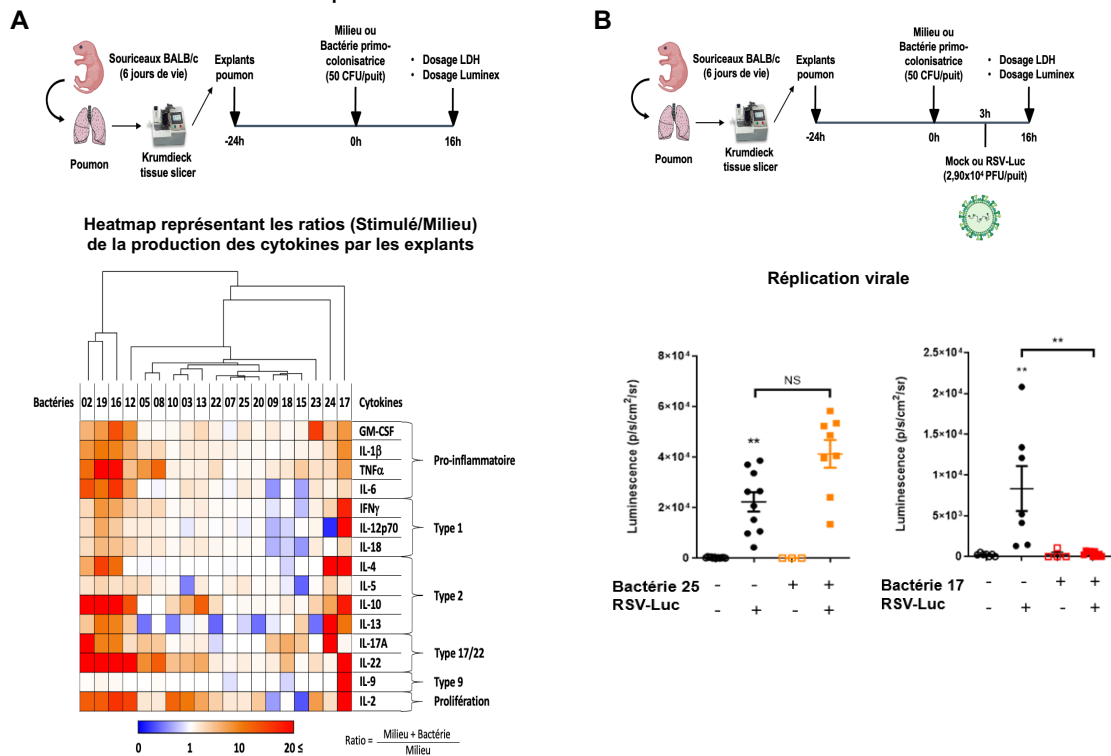 A
Souriceaux BALB/c
(6 jours de vie)
Explants
poumon
Milieu ou
Bactérie primo-
colonisatrice
(50 CFU/puit)
• Dosage LDH
• Dosage Luminex
Poumon
Krumdieck
tissue slicer
-24h
0h
16h
Heatmap représentant les ratios (Stimulé/Milieu)
de la production des cytokines par les explants
Bactéries 02 19 16 12 05 08 10 03 13 22 07 25 20 09 18 15 23 24 17 Cytokines
GM-CSF
IL-1β
TNFα
IL-6
Pro-inflammatoire
IFNγ
IL-12p70
IL-18
Type 1
IL-4
IL-5
IL-10
IL-13
Type 2
IL-17A
IL-22
Type 17/22
IL-9
Type 9
IL-2
Prolifération
0 1 10 20 ≤
Ratio = Milieu + Bactérie
Milieu
B
Souriceaux BALB/c
(6 jours de vie)
Explants
poumon
Milieu ou
Bactérie primo-
colonisatrice
(50 CFU/puit)
• Dosage LDH
• Dosage Luminex
Poumon
Krumdieck
tissue slicer
-24h
0h
3h
16h
Mock ou RSV-Luc
(2,90x10⁴ PFU/puit)
Réplication virale
Luminescence (p/s/cm²/sr)
8×10⁴
6×10⁴
4×10⁴
2×10⁴
0
**
NS
Bactérie 25 - - + +
RSV-Luc - + - +
Luminescence (p/s/cm²/sr)
2.5×10⁴
2.0×10⁴
1.5×10⁴
1.0×10⁴
5×10³
0
**
**
Bactérie 17 - - + +
RSV-Luc - + - +